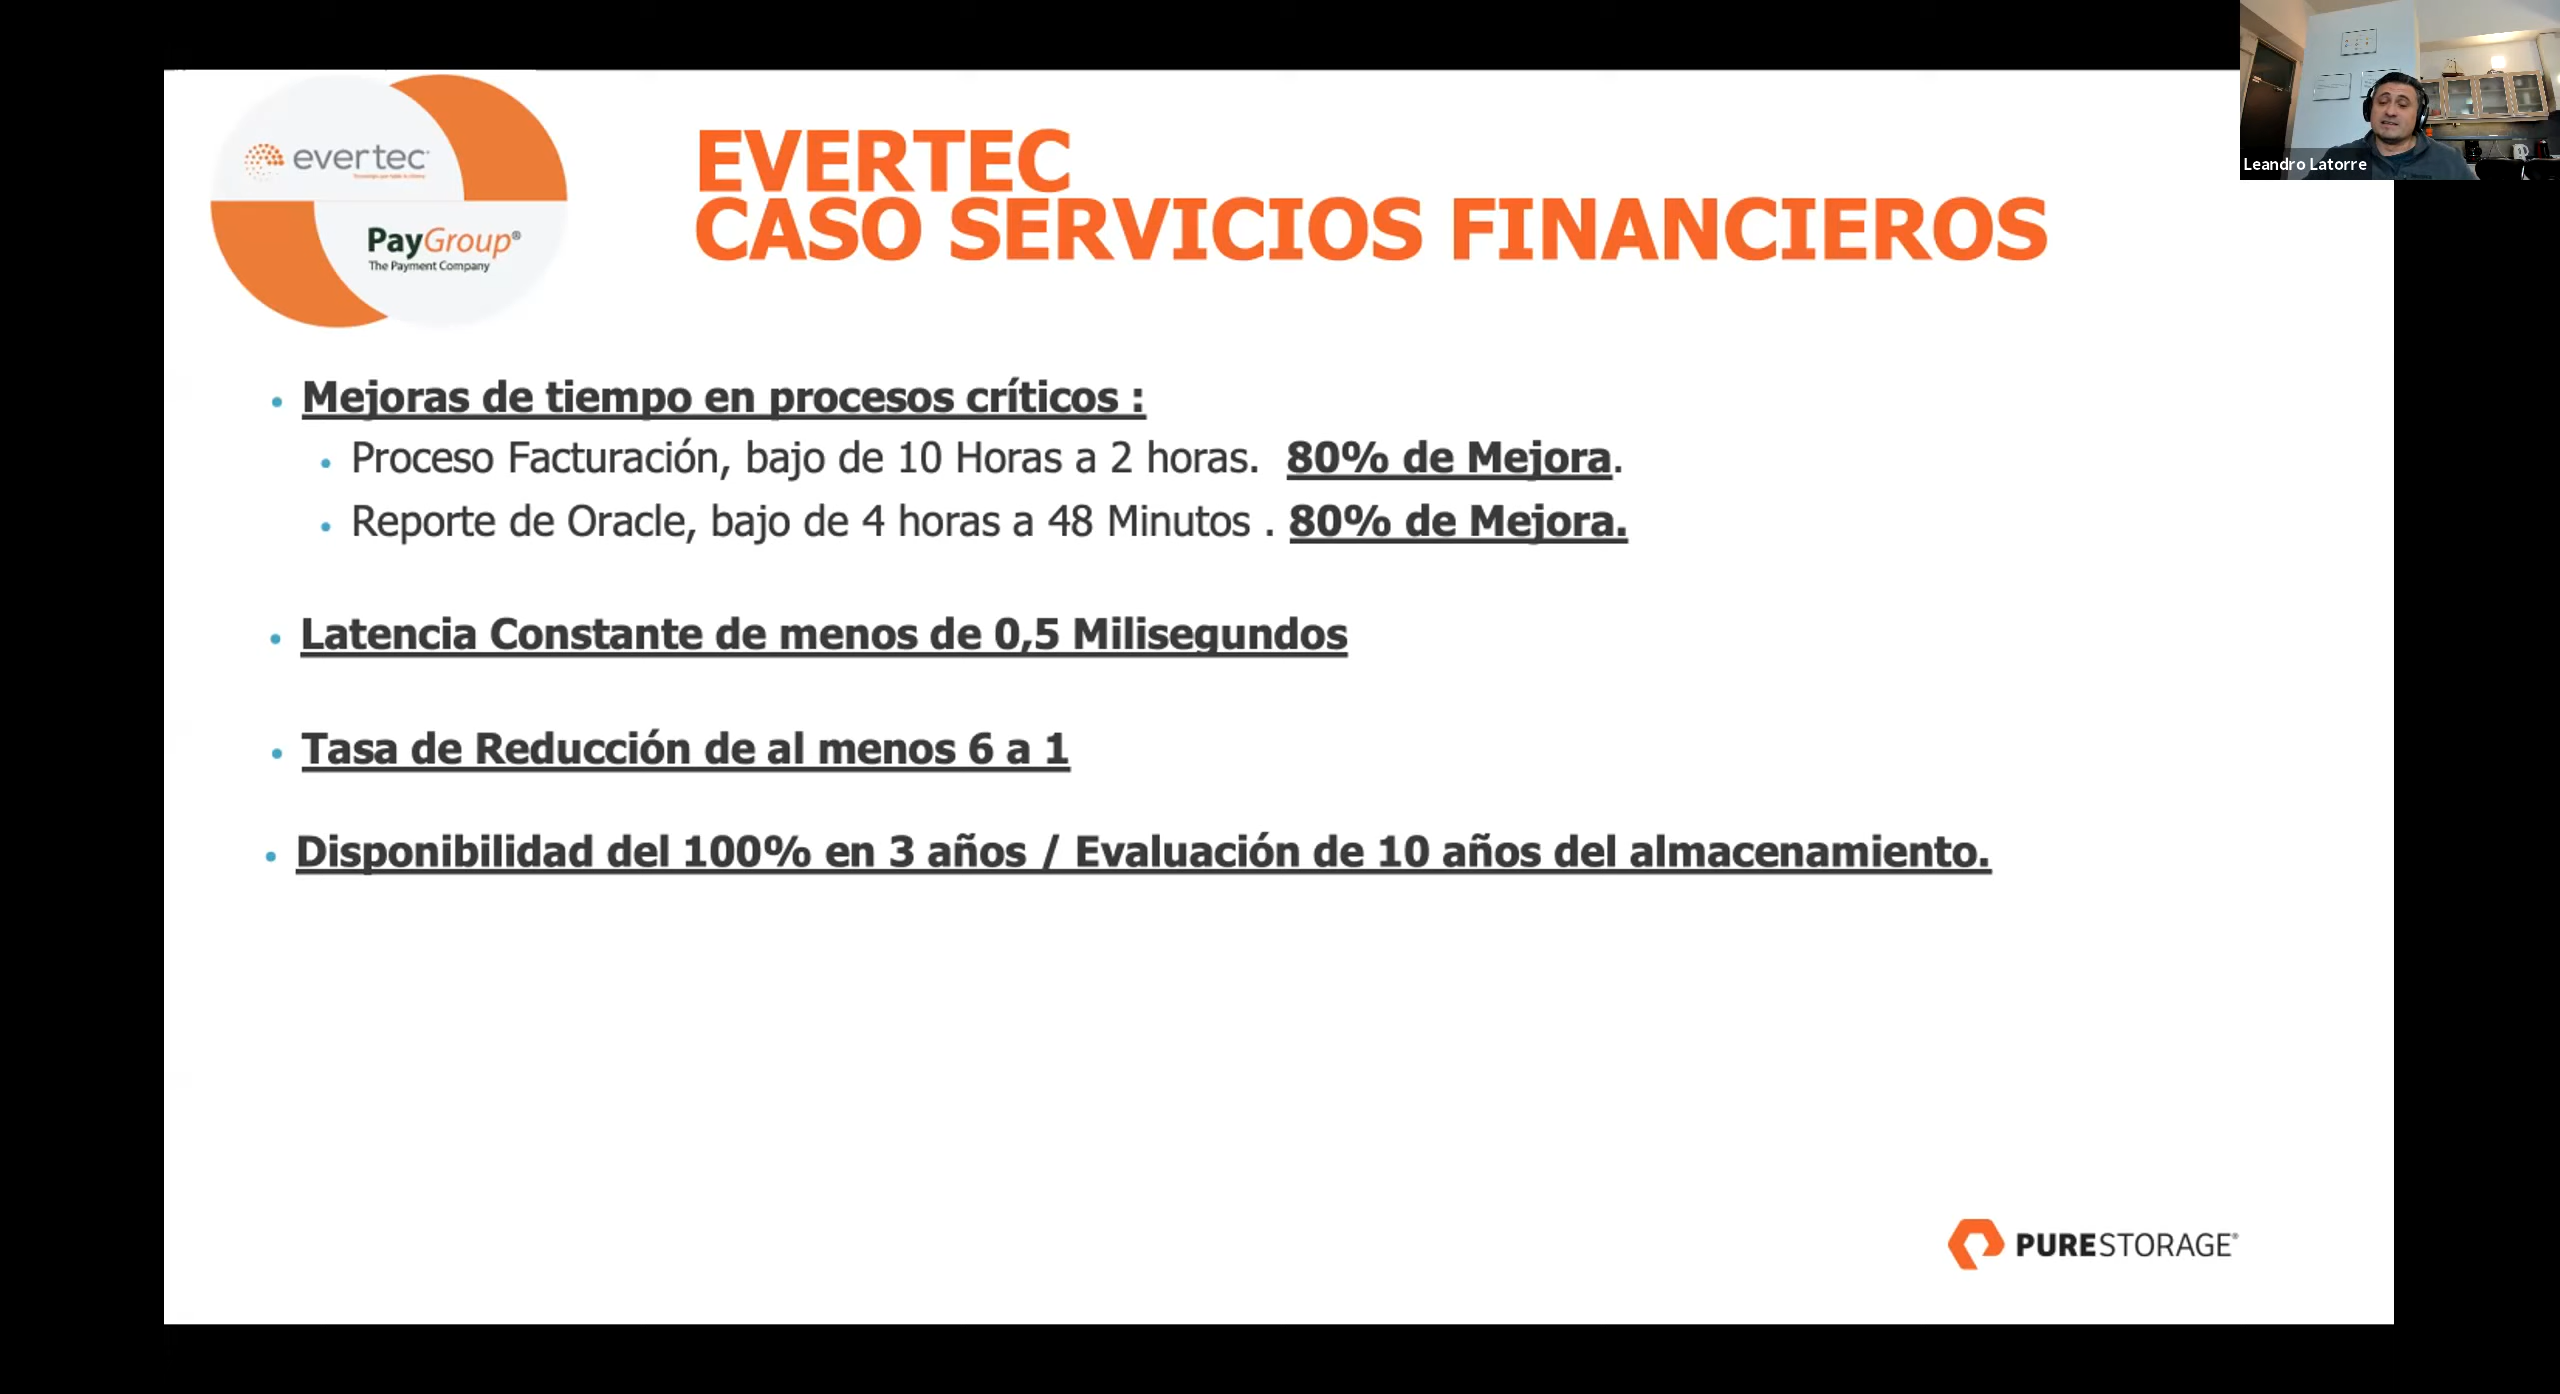 evertec
PayGroup®
The Payment Company
EVERTEC
CASO SERVICIOS FINANCIEROS
Leandro Latorre
• Mejoras de tiempo en procesos críticos :
• Proceso Facturación, bajo de 10 Horas a 2 horas. 80% de Mejora.
• Reporte de Oracle, bajo de 4 horas a 48 Minutos . 80% de Mejora.
• Latencia Constante de menos de 0,5 Milisegundos
• Tasa de Reducción de al menos 6 a 1
• Disponibilidad del 100% en 3 años / Evaluación de 10 años del almacenamiento.
PURESTORAGE®